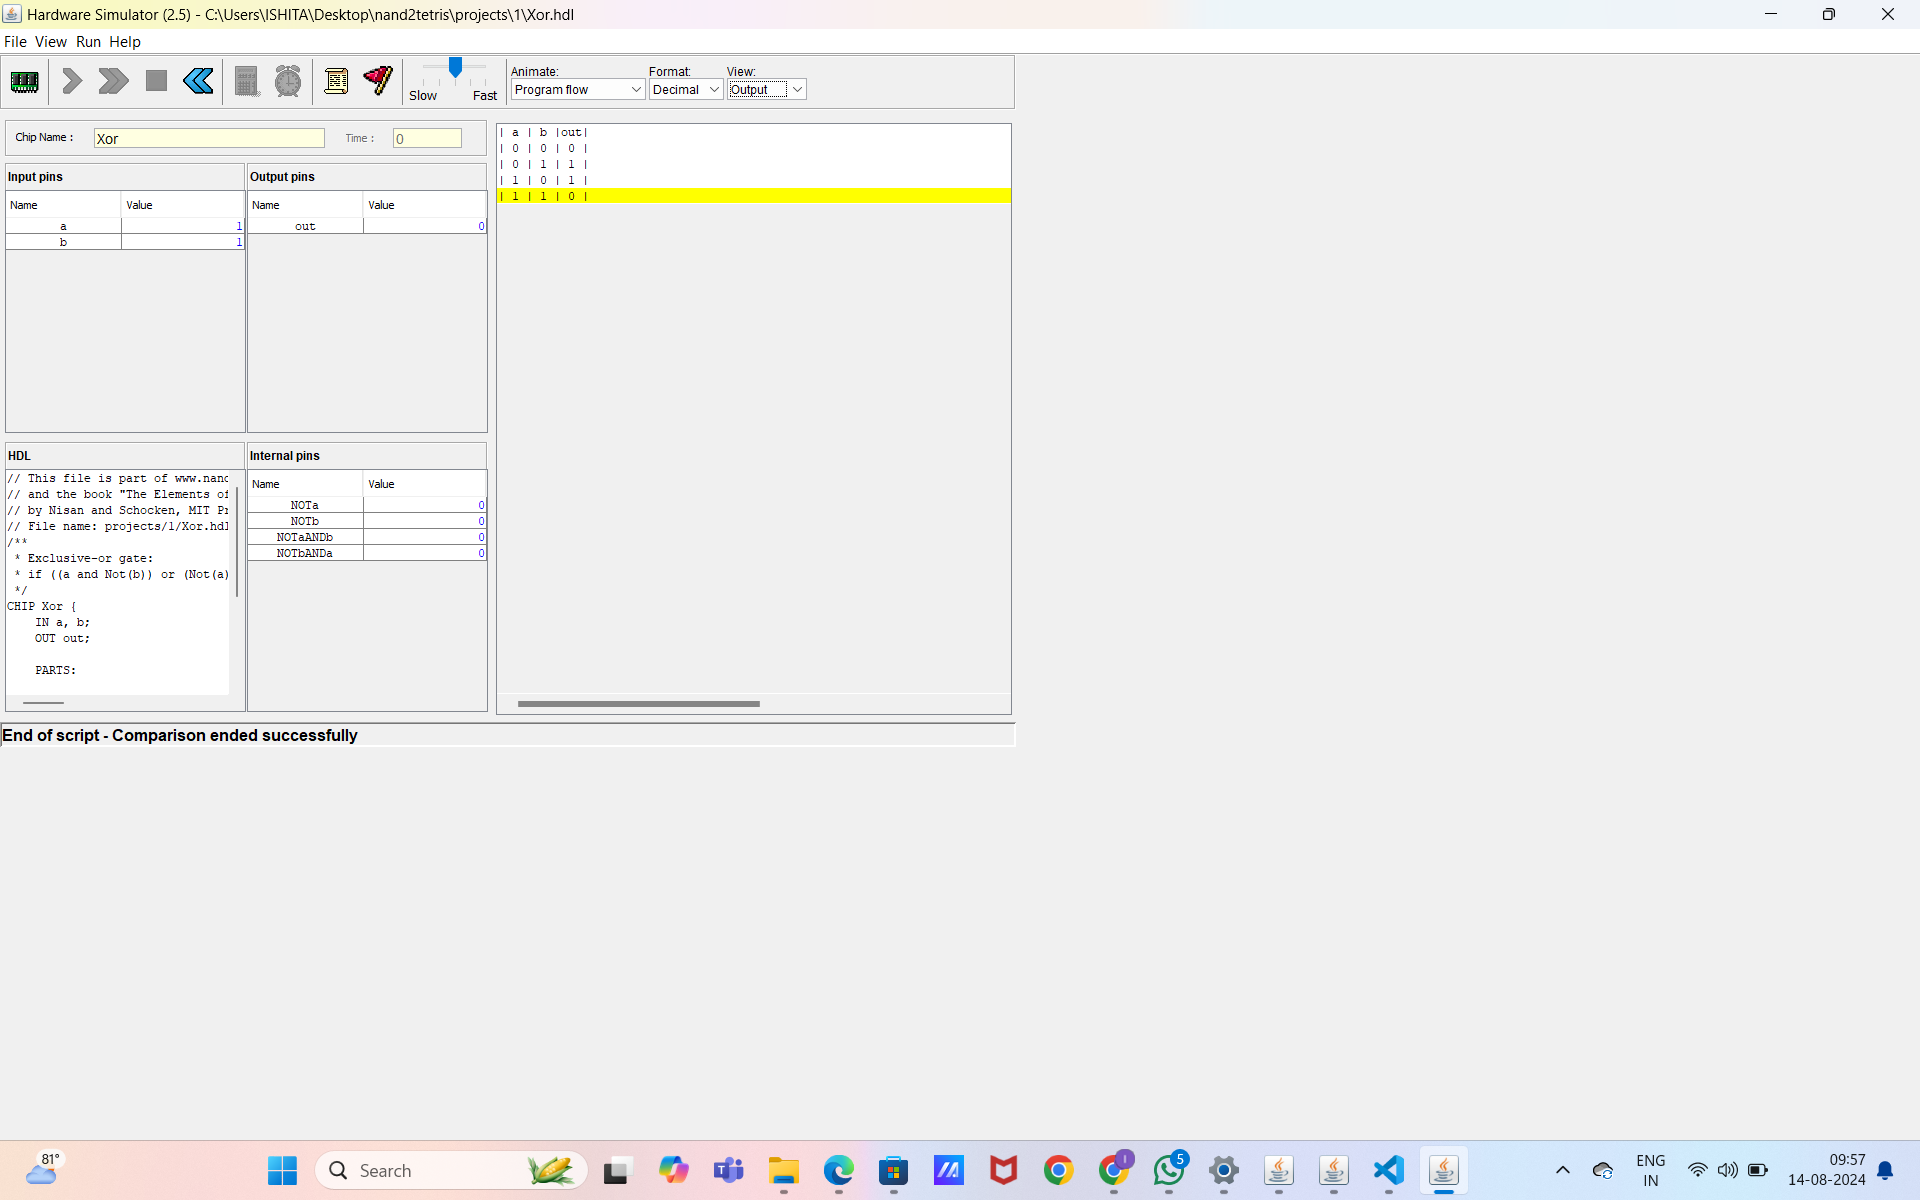 Hardware Simulator (2.5) - C:\Users\ISHITA\Desktop\nand2tetris\projects\1\Xor.hdl
File View Run Help
Slow Fast
Animate: Format: View:
Program flow Decimal Output
Chip Name : Xor Time : 0
Input pins
Name Value
a 1
b 1
Output pins
Name Value
out 0
| a | b |out|
| 0 | 0 | 0 |
| 0 | 1 | 1 |
| 1 | 0 | 1 |
| 1 | 1 | 0 |
HDL
// This file is part of www.nand
// and the book "The Elements of
// by Nisan and Schocken, MIT Pr
// File name: projects/1/Xor.hdl
/**
* Exclusive-or gate:
* if ((a and Not(b)) or (Not(a)
*/
CHIP Xor {
IN a, b;
OUT out;
PARTS:
Internal pins
Name Value
NOTa 0
NOTb 0
NOTaANDb 0
NOTbANDa 0
End of script - Comparison ended successfully
81°
Search
5
ENG
IN
09:57
14-08-2024